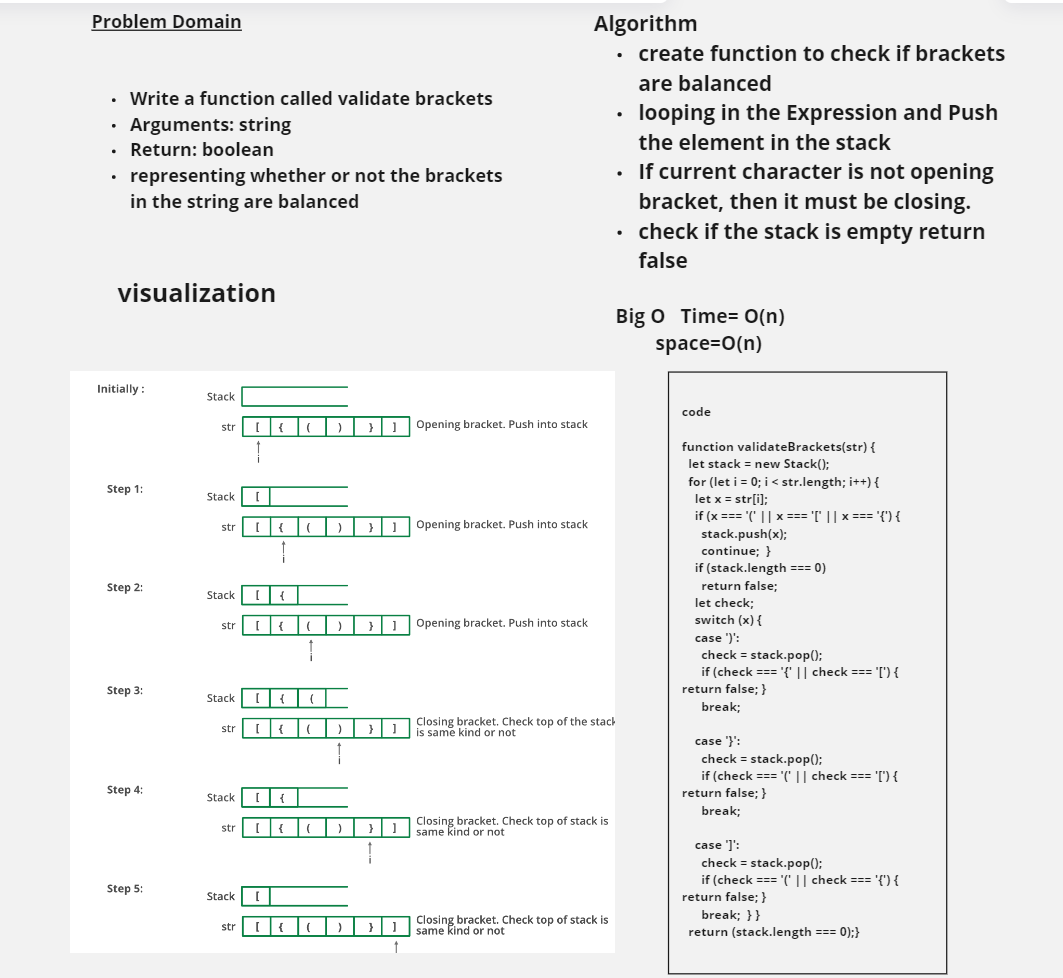 Problem Domain
• Write a function called validate brackets
• Arguments: string
• Return: boolean
• representing whether or not the brackets
in the string are balanced
Algorithm
• create function to check if brackets
are balanced
• looping in the Expression and Push
the element in the stack
• If current character is not opening
bracket, then it must be closing.
• check if the stack is empty return
false
Big O Time= O(n)
space=O(n)
visualization
Initially :
Stack
str [ { ( ) } ] Opening bracket. Push into stack
i
Step 1:
Stack [
str [ { ( ) } ] Opening bracket. Push into stack
i
Step 2:
Stack [ {
str [ { ( ) } ] Opening bracket. Push into stack
i
Step 3:
Stack [ { (
str [ { ( ) } ] Closing bracket. Check top of the stack
is same kind or not
i
Step 4:
Stack [ {
str [ { ( ) } ] Closing bracket. Check top of stack is
same kind or not
i
Step 5:
Stack [
str [ { ( ) } ] Closing bracket. Check top of stack is
same kind or not
code
function validateBrackets(str) {
let stack = new Stack();
for (let i = 0; i < str.length; i++) {
let x = str[i];
if (x === '(' || x === '[' || x === '{') {
stack.push(x);
continue; }
if (stack.length === 0)
return false;
let check;
switch (x) {
case ')':
check = stack.pop();
if (check === '{' || check === '[') {
return false; }
break;
case '}':
check = stack.pop();
if (check === '(' || check === '[') {
return false; }
break;
case ']':
check = stack.pop();
if (check === '(' || check === '{') {
return false; }
break; } }
return (stack.length === 0);}